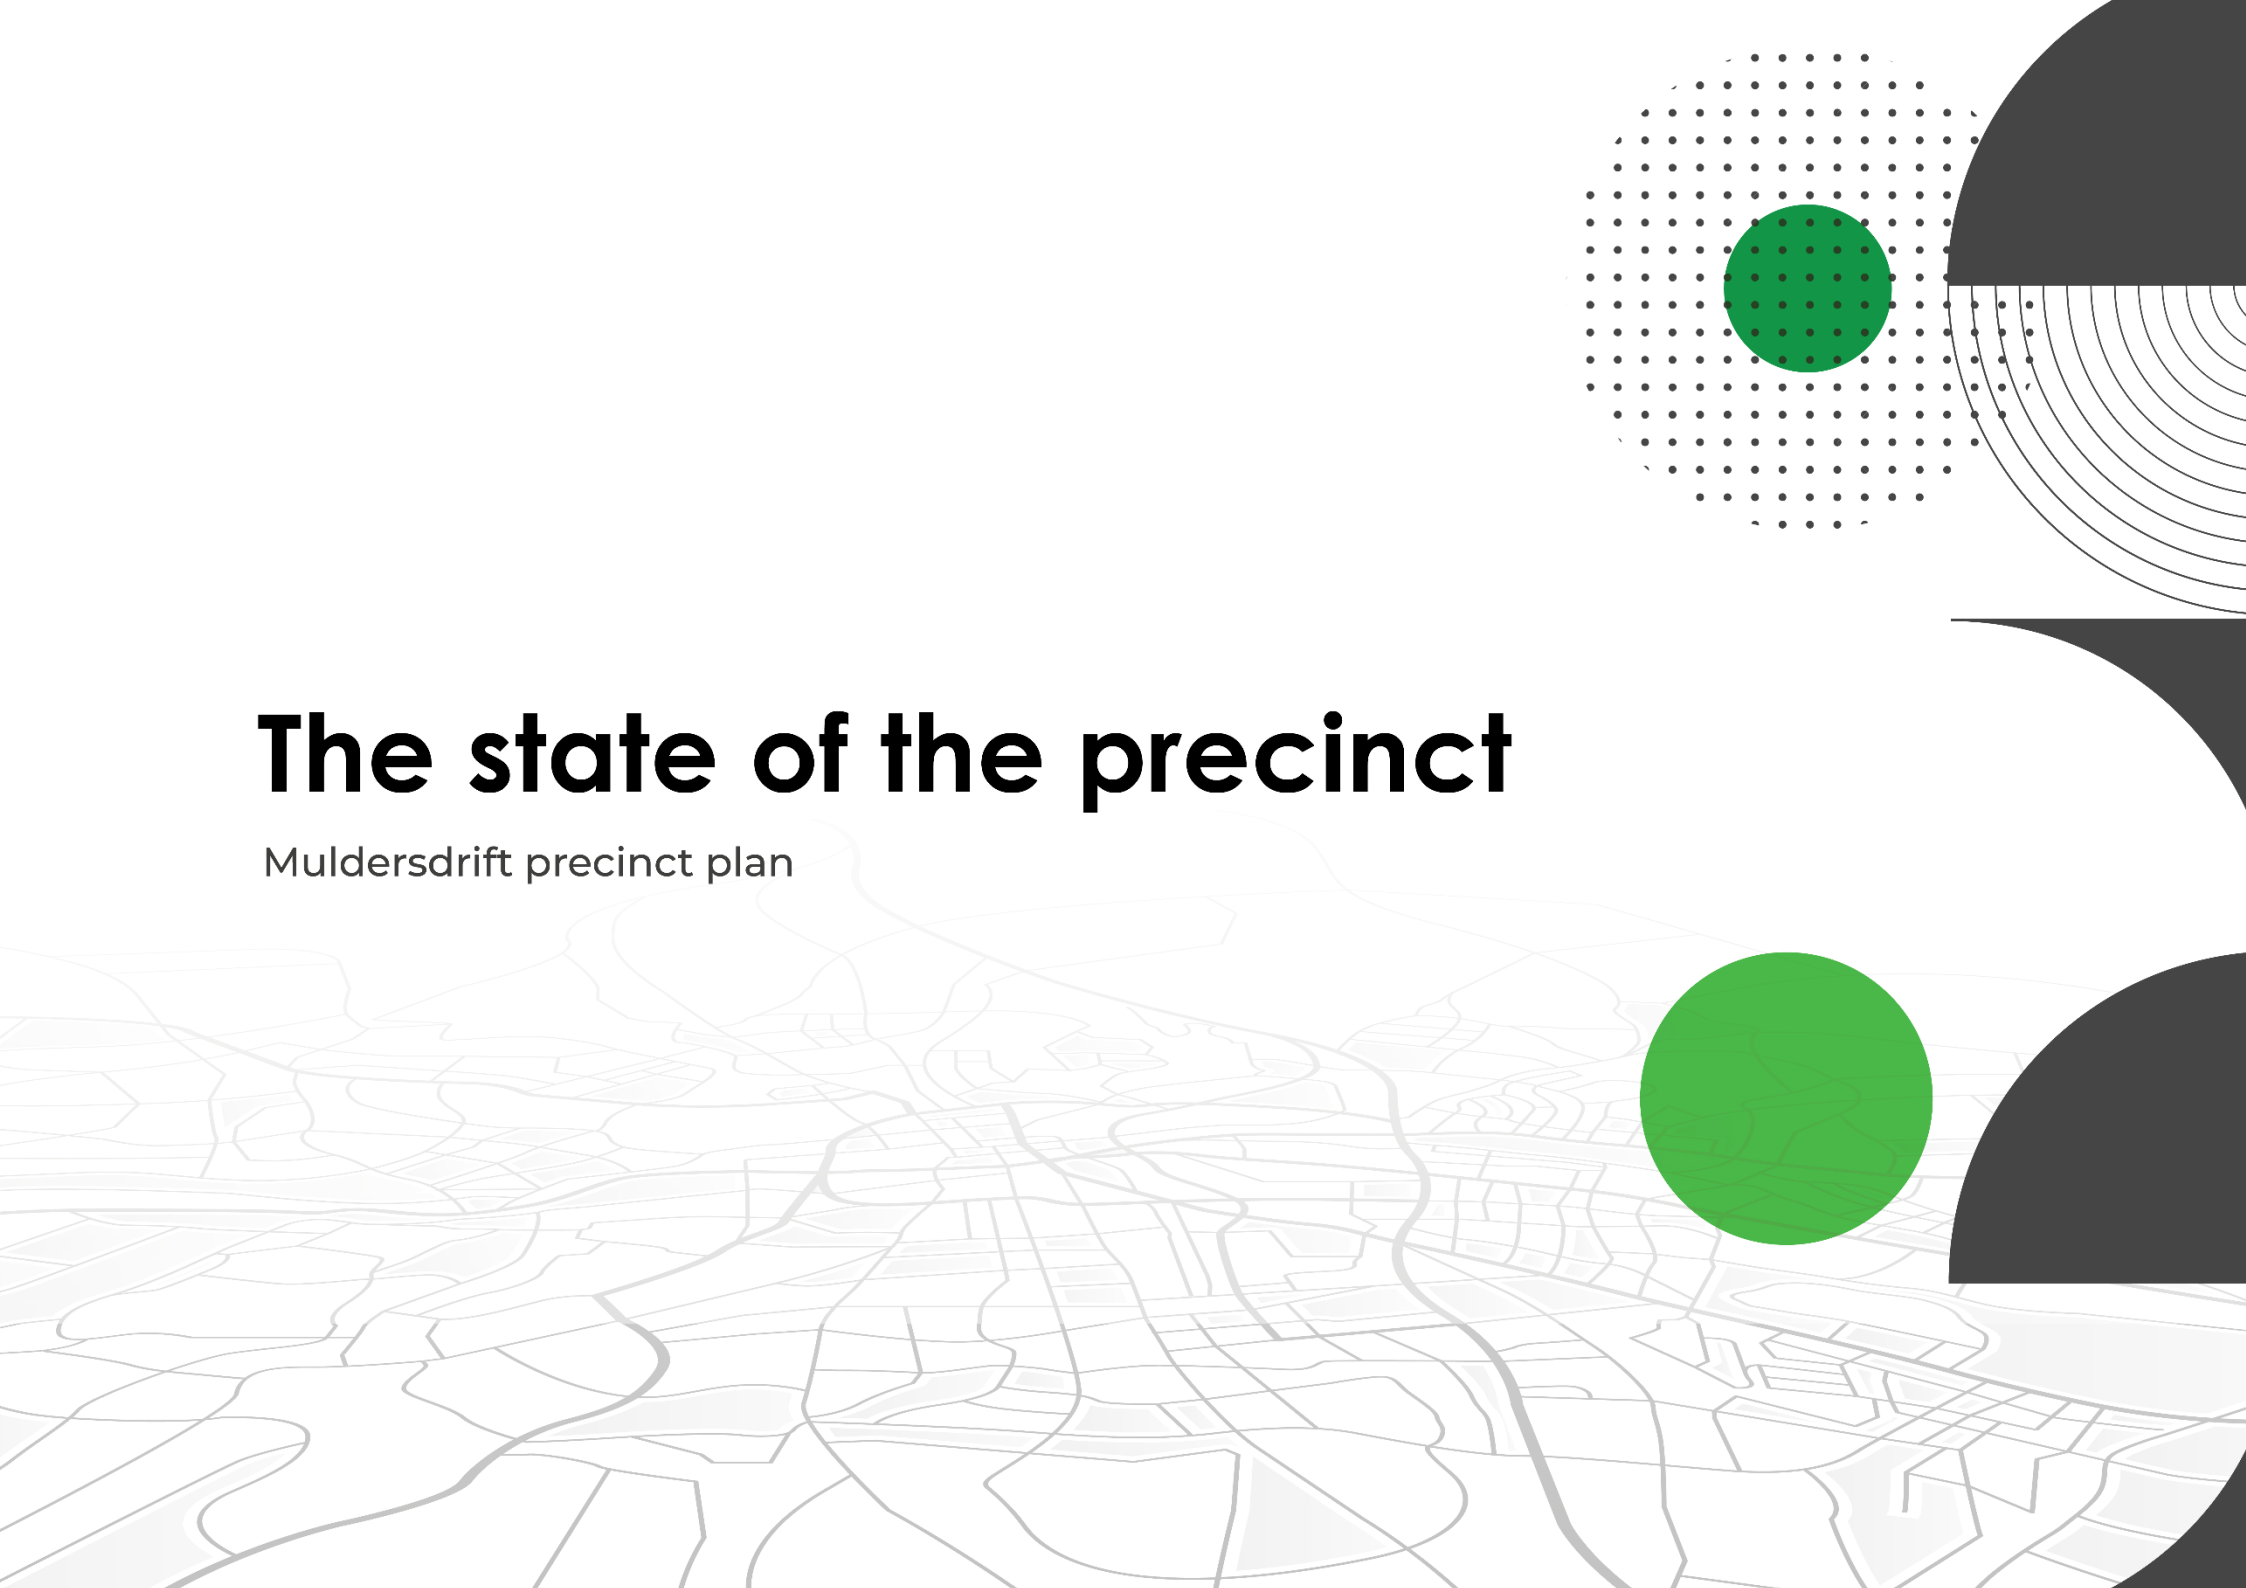 The state of the precinct
Muldersdrift precinct plan